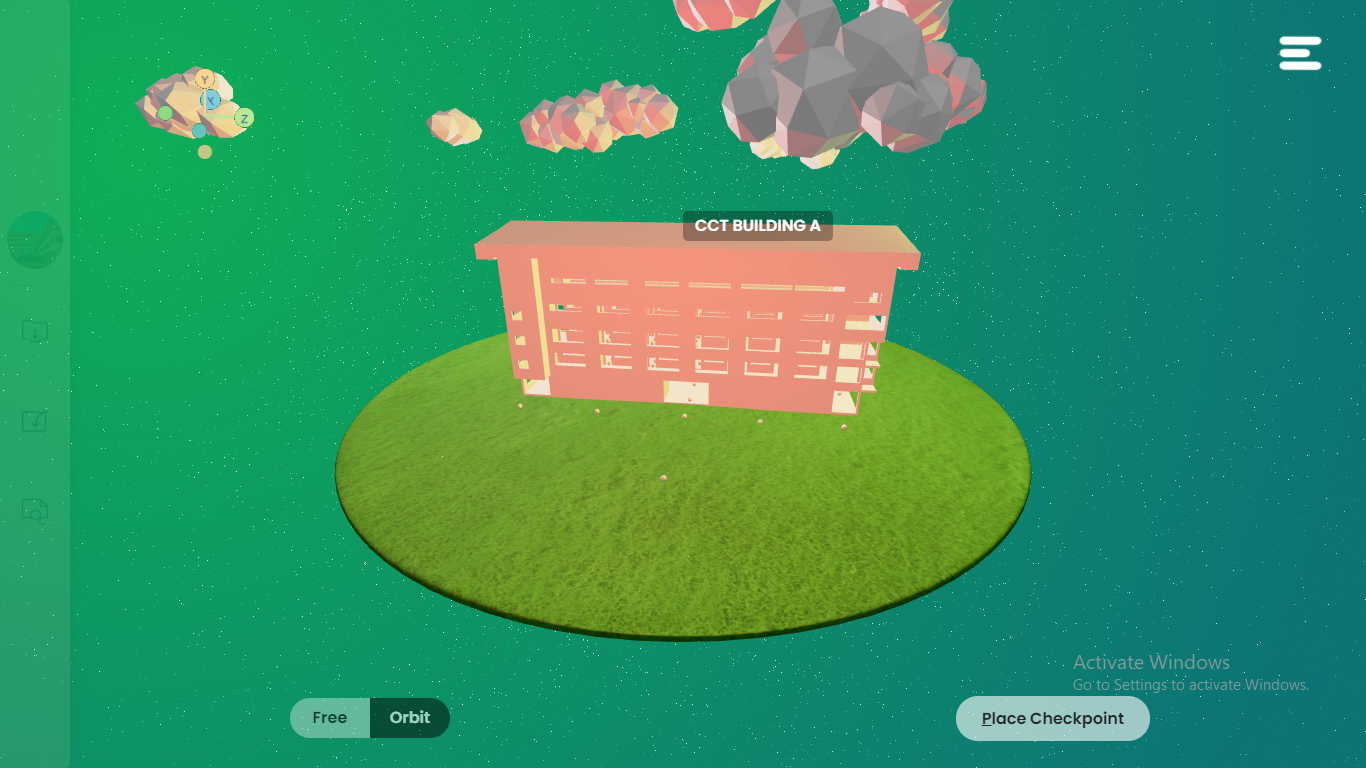 Y
X
Z
CCT BUILDING A
Activate Windows
Go to Settings to activate Windows.
Free
Orbit
Place Checkpoint